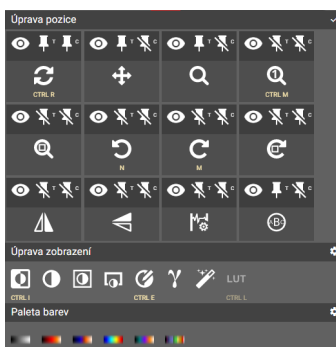 Úprava pozice
T C T C T C T C
CTRL R
CTRL M
T C T C T C T C
N
M
T C T C T C T C
<B>
Úprava zobrazení
LUT
CTRL I
CTRL E
CTRL L
Paleta barev